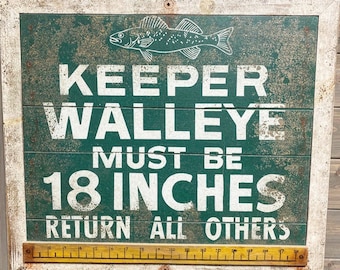 KEEPER
WALLEYE
MUST BE
18 INCHES
RETURN ALL OTHERS